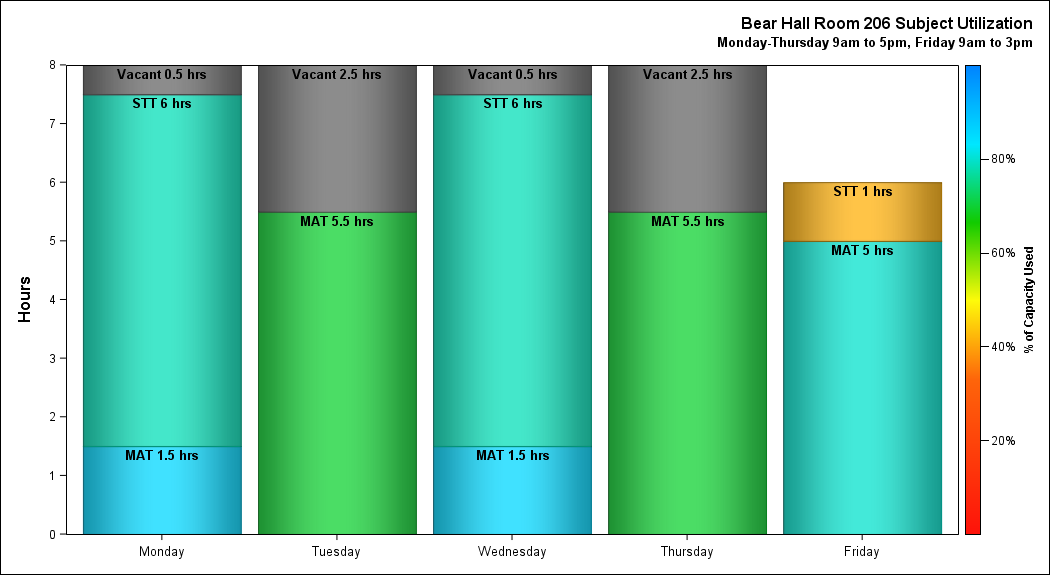 Bear Hall Room 206 Subject Utilization
Monday-Thursday 9am to 5pm, Friday 9am to 3pm
Hours
8
7
6
5
4
3
2
1
0
Vacant 0.5 hrs
STT 6 hrs
MAT 1.5 hrs
Vacant 2.5 hrs
MAT 5.5 hrs
Vacant 0.5 hrs
STT 6 hrs
MAT 1.5 hrs
Vacant 2.5 hrs
MAT 5.5 hrs
STT 1 hrs
MAT 5 hrs
Monday
Tuesday
Wednesday
Thursday
Friday
80%
60%
40%
20%
% of Capacity Used